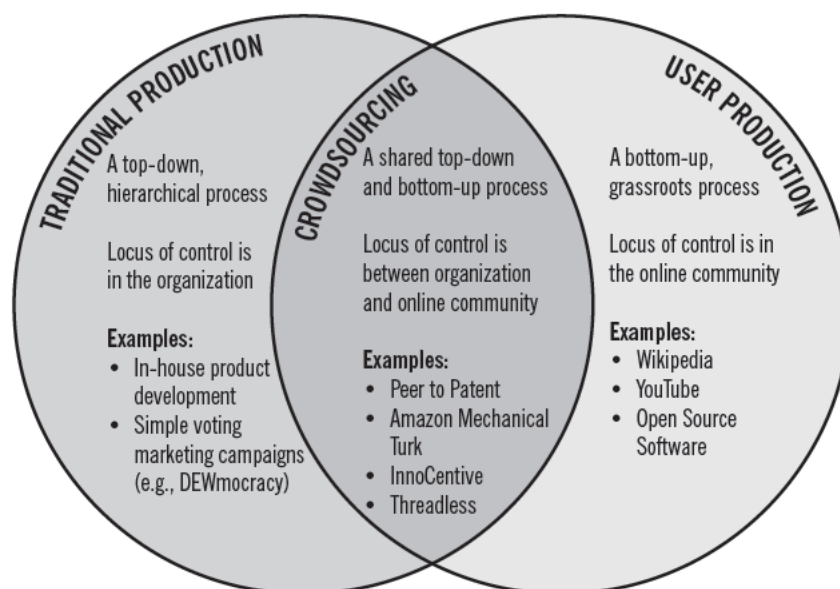 TRADITIONAL PRODUCTION
A top-down,
hierarchical process
Locus of control is
in the organization
Examples:
• In-house product
development
• Simple voting
marketing campaigns
(e.g., DEWmocracy)
CROWDSOURCING
A shared top-down
and bottom-up process
Locus of control is
between organization
and online community
Examples:
• Peer to Patent
• Amazon Mechanical
Turk
• InnoCentive
• Threadless
USER PRODUCTION
A bottom-up,
grassroots process
Locus of control is in
the online community
Examples:
• Wikipedia
• YouTube
• Open Source
Software